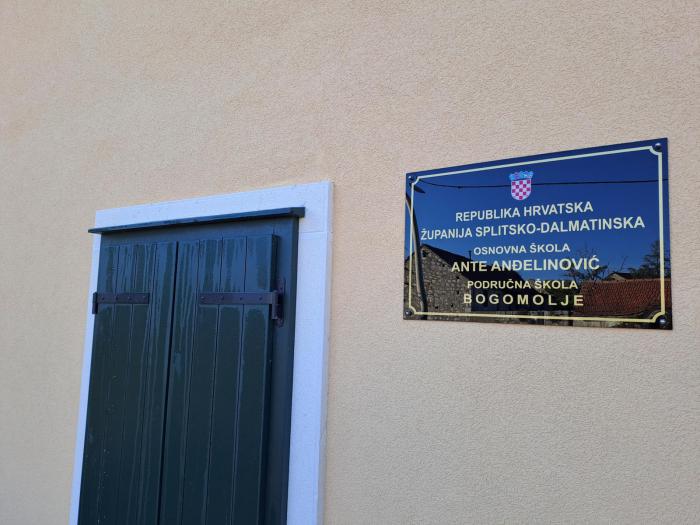 REPUBLIKA HRVATSKA
ŽUPANIJA SPLITSKO-DALMATINSKA
OSNOVNA ŠKOLA
ANTE ANĐELINOVIĆ
PODRUČNA ŠKOLA
BOGOMOLJE